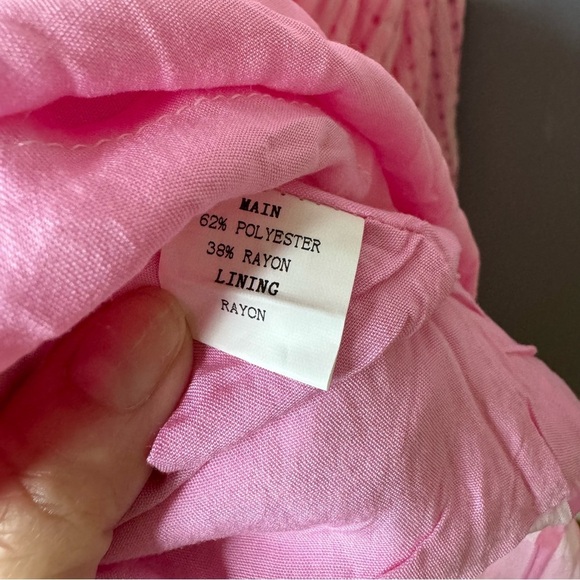 MAIN
62% POLYESTER
38% RAYON
LINING
RAYON